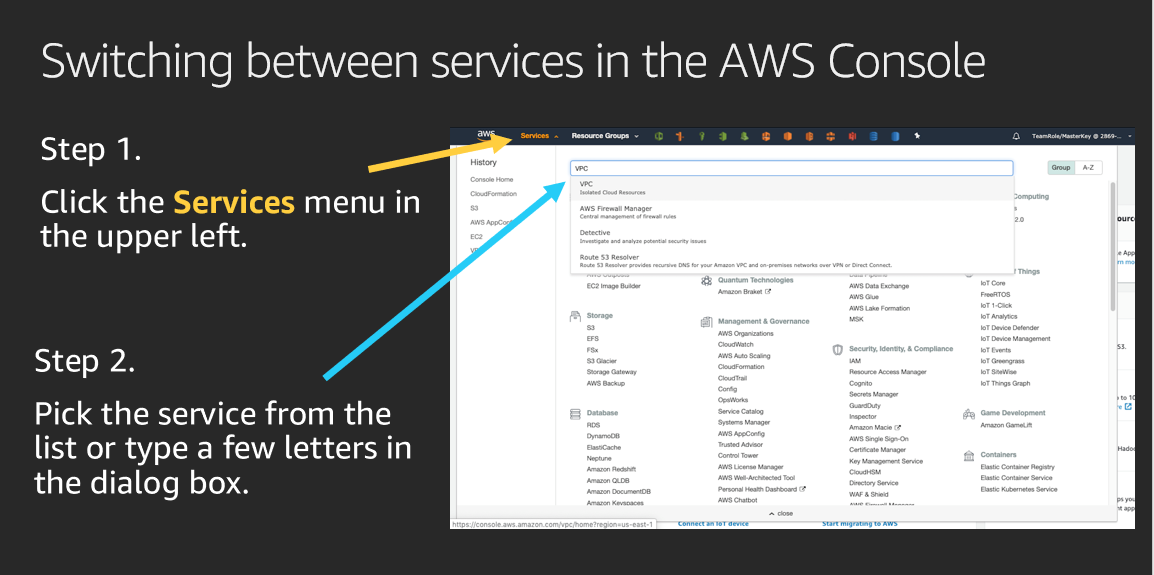 Switching between services in the AWS Console
Step 1.
Click the Services menu in
the upper left.
Step 2.
Pick the service from the
list or type a few letters in
the dialog box.
aws
Services
Resource Groups
TeamRole/MasterKey @ 2869-...
History
Console Home
CloudFormation
S3
AWS AppConf
EC2
VPC
Group
A-Z
VPC
Isolated Cloud Resources
AWS Firewall Manager
Central management of firewall rules
Detective
Investigate and analyze potential security issues
Route 53 Resolver
Route 53 Resolver provides recursive DNS for your Amazon VPC and on-premises networks over VPN or Direct Connect.
EC2 Image Builder
Storage
S3
EFS
FSx
S3 Glacier
Storage Gateway
AWS Backup
Database
RDS
DynamoDB
ElastiCache
Neptune
Amazon Redshift
Amazon QLDB
Amazon DocumentDB
Amazon Keyspaces
Quantum Technologies
Amazon Braket
Management & Governance
AWS Organizations
CloudWatch
AWS Auto Scaling
CloudFormation
CloudTrail
Config
OpsWorks
Service Catalog
Systems Manager
AWS AppConfig
Trusted Advisor
Control Tower
AWS License Manager
AWS Well-Architected Tool
Personal Health Dashboard
AWS Chatbot
AWS Data Exchange
AWS Glue
AWS Lake Formation
MSK
Security, Identity, & Compliance
IAM
Resource Access Manager
Cognito
Secrets Manager
GuardDuty
Inspector
Amazon Macie
AWS Single Sign-On
Certificate Manager
Key Management Service
CloudHSM
Directory Service
WAF & Shield
AWS Firewall Manager
Computing
2.0
f Things
IoT Core
FreeRTOS
IoT 1-Click
IoT Analytics
IoT Device Defender
IoT Device Management
IoT Events
IoT Greengrass
IoT SiteWise
IoT Things Graph
Game Development
Amazon GameLift
Containers
Elastic Container Registry
Elastic Container Service
Elastic Kubernetes Service
close
https://console.aws.amazon.com/vpc/home?region=us-east-1
Connect an IoT device
Start migrating to AWS